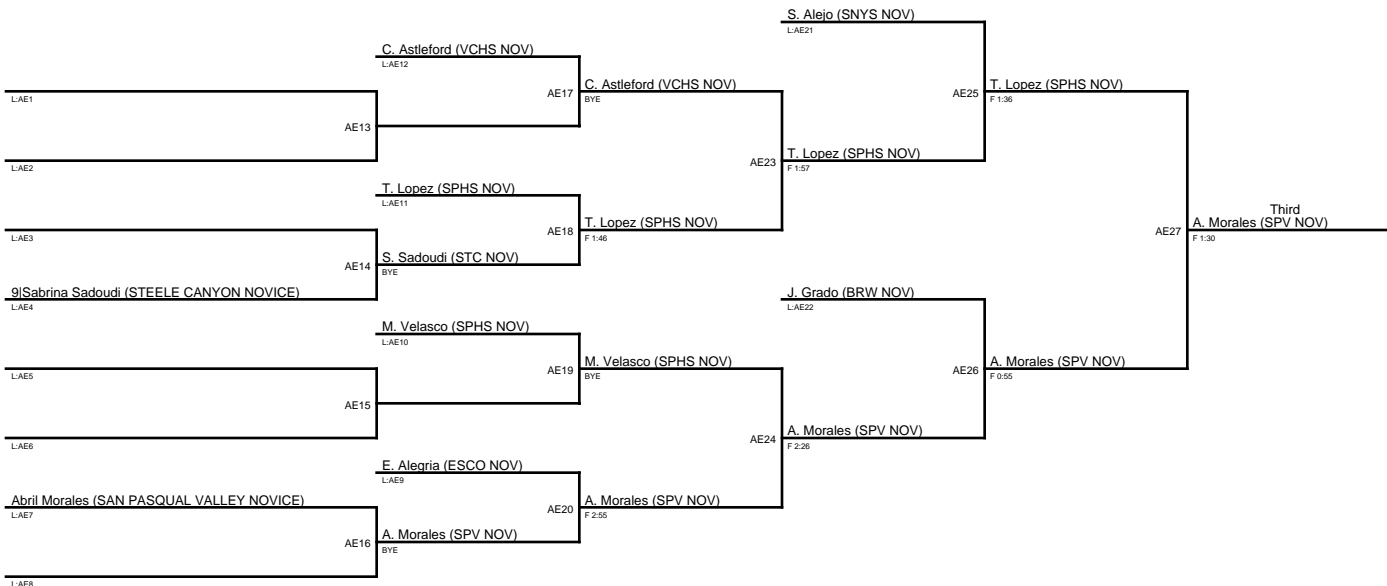 S. Alejo (SNYS NOV)
L:AE21
C. Astleford (VCHS NOV)
L:AE12
AE17
C. Astleford (VCHS NOV)
BYE
AE25
T. Lopez (SPHS NOV)
F 1:36
L:AE1
AE13
L:AE2
AE23
T. Lopez (SPHS NOV)
F 1:57
T. Lopez (SPHS NOV)
L:AE11
Third
L:AE3
AE18
T. Lopez (SPHS NOV)
F 1:46
AE27
A. Morales (SPV NOV)
F 1:30
AE14
S. Sadoudi (STC NOV)
BYE
9|Sabrina Sadoudi (STEELE CANYON NOVICE)
L:AE4
J. Grado (BRW NOV)
L:AE22
M. Velasco (SPHS NOV)
L:AE10
L:AE5
AE19
M. Velasco (SPHS NOV)
BYE
AE26
A. Morales (SPV NOV)
F 0:55
AE15
L:AE6
AE24
A. Morales (SPV NOV)
F 2:26
E. Alegria (ESCO NOV)
L:AE9
Abril Morales (SAN PASQUAL VALLEY NOVICE)
L:AE7
AE20
A. Morales (SPV NOV)
F 2:55
AE16
A. Morales (SPV NOV)
BYE
L:AE8